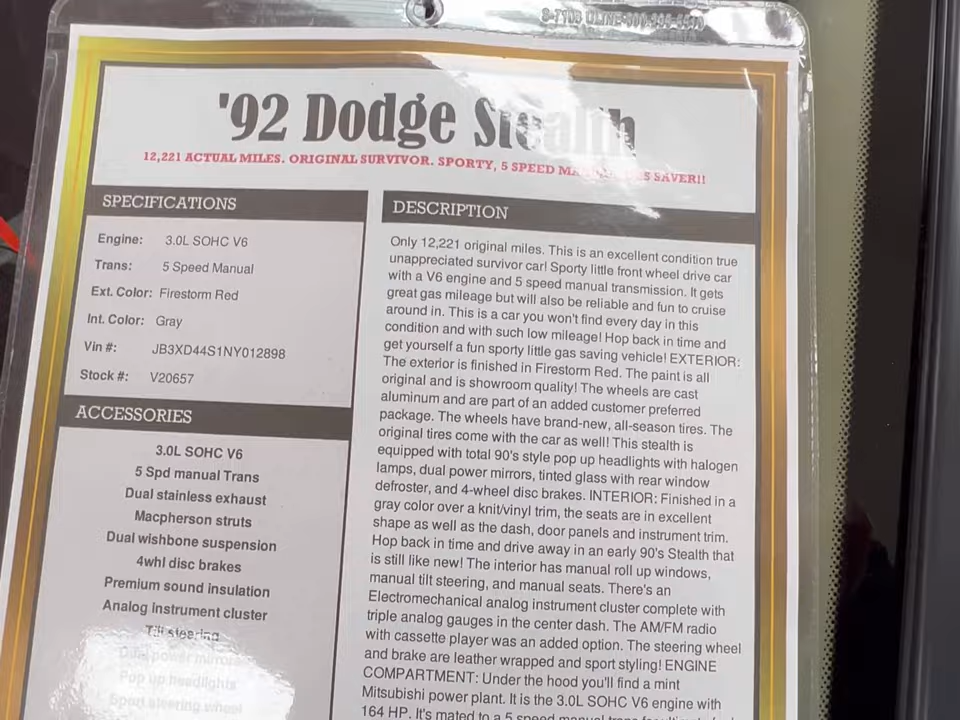 '92 Dodge Stealth
12,221 ACTUAL MILES. ORIGINAL SURVIVOR. SPORTY, 5 SPEED SAVER!!
SPECIFICATIONS
Engine: 3.0L SOHC V6
Trans: 5 Speed Manual
Ext. Color: Firestorm Red
Int. Color: Gray
Vin #: JB3XD44S1NY012898
Stock #: V20657
ACCESSORIES
3.0L SOHC V6
5 Spd manual Trans
Dual stainless exhaust
Macpherson struts
Dual wishbone suspension
4whl disc brakes
Premium sound insulation
Analog instrument cluster
Tilt steering
Dual power mirrors
Pop up headlights
Sport steering wheel
DESCRIPTION
Only 12,221 original miles. This is an excellent condition true
unappreciated survivor car! Sporty little front wheel drive car
with a V6 engine and 5 speed manual transmission. It gets
great gas mileage but will also be reliable and fun to cruise
around in. This is a car you won't find every day in this
condition and with such low mileage! Hop back in time and
get yourself a fun sporty little gas saving vehicle! EXTERIOR:
The exterior is finished in Firestorm Red. The paint is all
original and is showroom quality! The wheels are cast
aluminum and are part of an added customer preferred
package. The wheels have brand-new, all-season tires. The
original tires come with the car as well! This stealth is
equipped with total 90's style pop up headlights with halogen
lamps, dual power mirrors, tinted glass with rear window
defroster, and 4-wheel disc brakes. INTERIOR: Finished in a
gray color over a knit/vinyl trim, the seats are in excellent
shape as well as the dash, door panels and instrument trim.
Hop back in time and drive away in an early 90's Stealth that
is still like new! The interior has manual roll up windows,
manual tilt steering, and manual seats. There's an
Electromechanical analog instrument cluster complete with
triple analog gauges in the center dash. The AM/FM radio
with cassette player was an added option. The steering wheel
and brake are leather wrapped and sport styling! ENGINE
COMPARTMENT: Under the hood you'll find a mint
Mitsubishi power plant. It is the 3.0L SOHC V6 engine with
164 HP. It's mated to a 5 speed manual trans